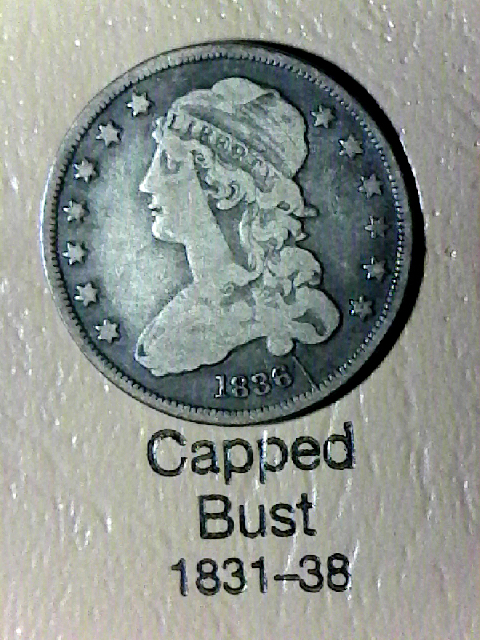 LIBERTY
1836
Capped
Bust
1831–38